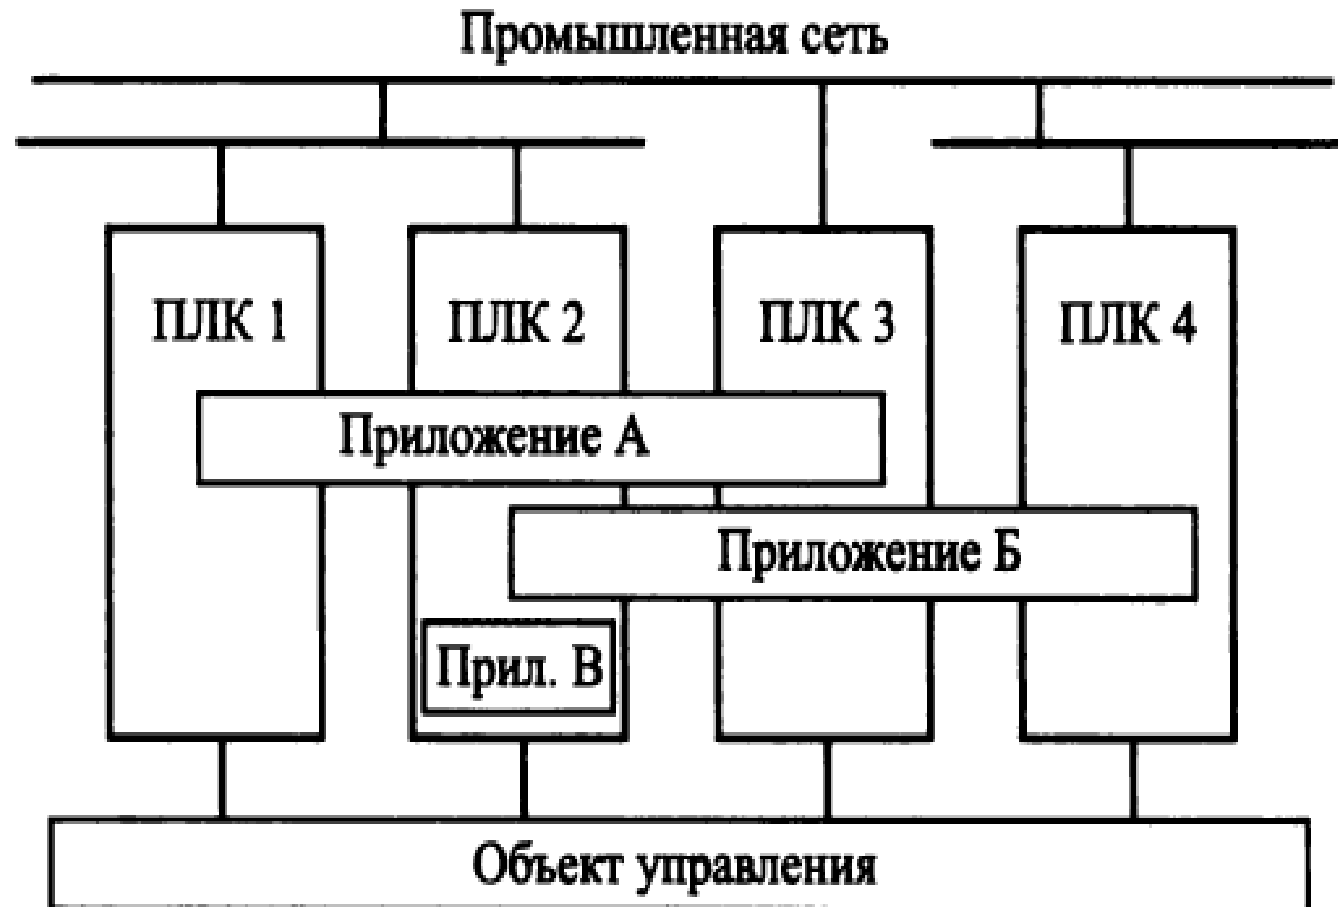 Промышленная сеть
ПЛК 1
ПЛК 2
ПЛК 3
ПЛК 4
Приложение А
Приложение Б
Прил. В
Объект управления